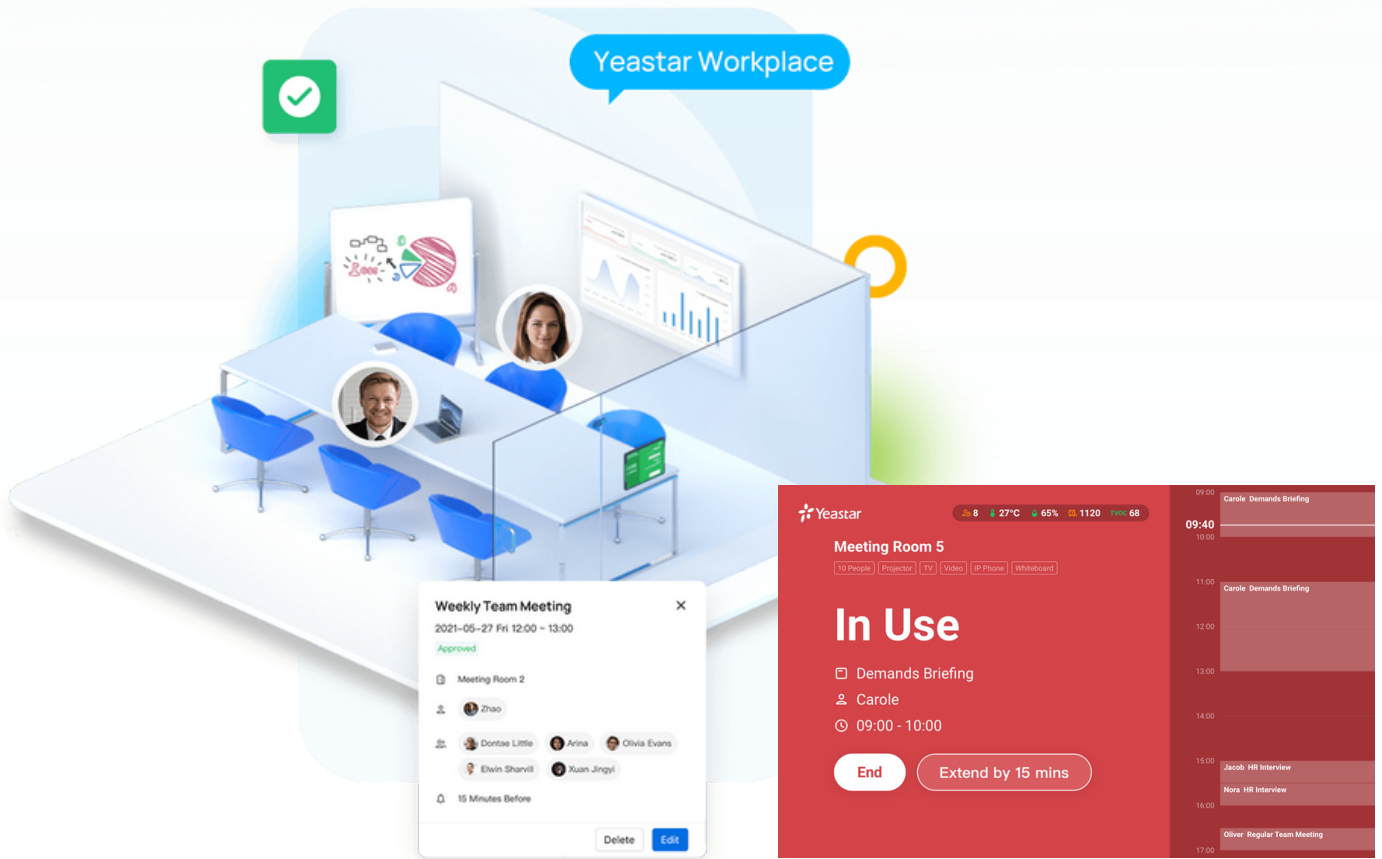 Yeastar Workplace
Weekly Team Meeting
2021-05-27 Fri 12:00 ~ 13:00
Approved
Meeting Room 2
Zhao
Dontae Little Arina Olivia Evans
Elwin Sharvill Xuan Jingyi
15 Minutes Before
Delete Edit
Yeastar
8 27°C 65% 1120 TVOC 68
Meeting Room 5
10 People Projector TV Video IP Phone Whiteboard
In Use
Demands Briefing
Carole
09:00 - 10:00
End Extend by 15 mins
09:00
Carole Demands Briefing
09:40
10:00
11:00
Carole Demands Briefing
12:00
13:00
14:00
15:00
Jacob HR Interview
Nora HR Interview
16:00
Oliver Regular Team Meeting
17:00